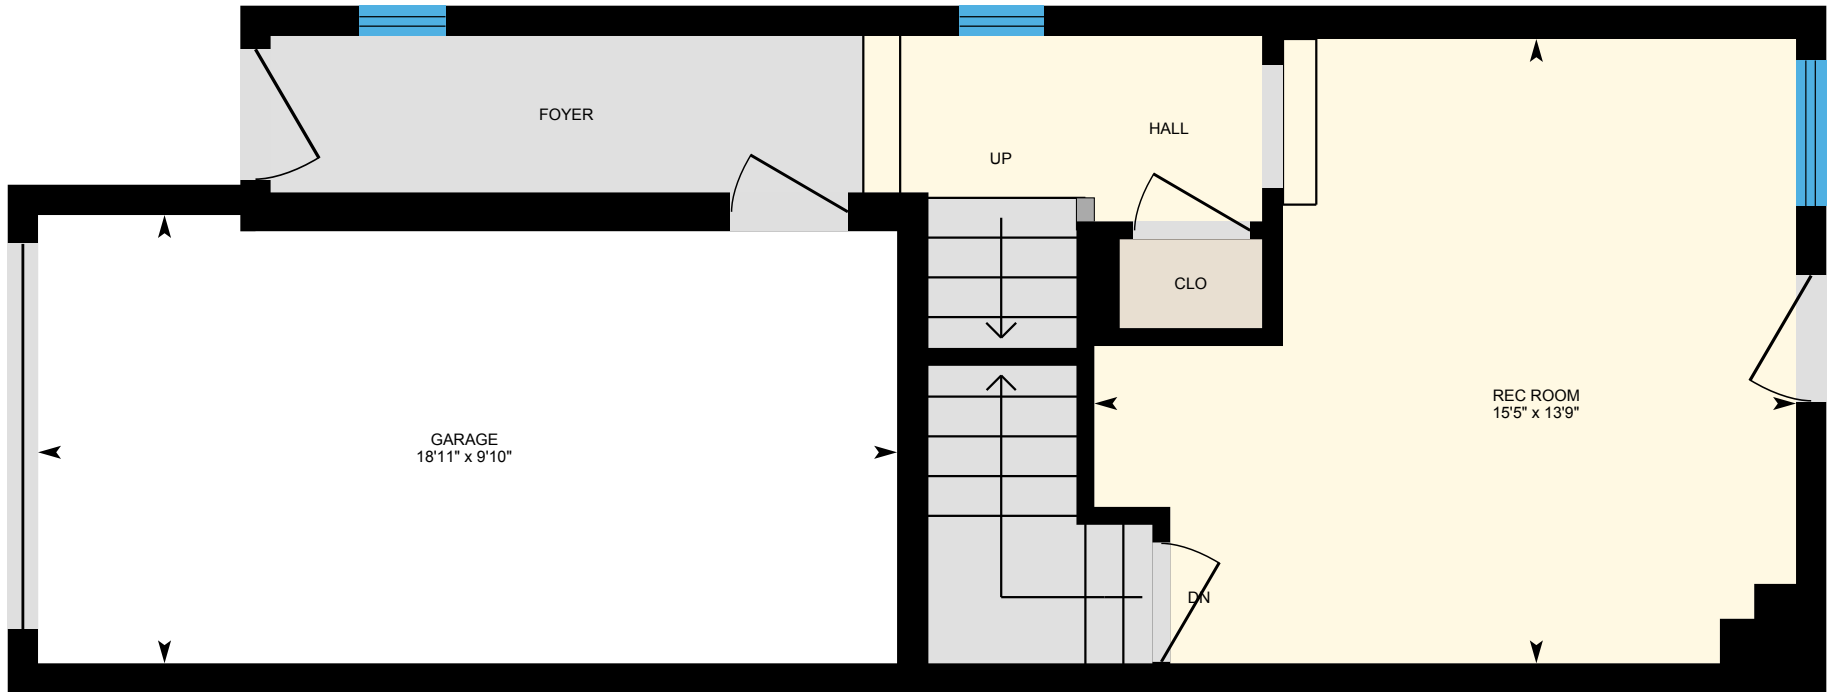 FOYER
HALL
UP
CLO
REC ROOM
15'5" x 13'9"
GARAGE
18'11" x 9'10"
DN